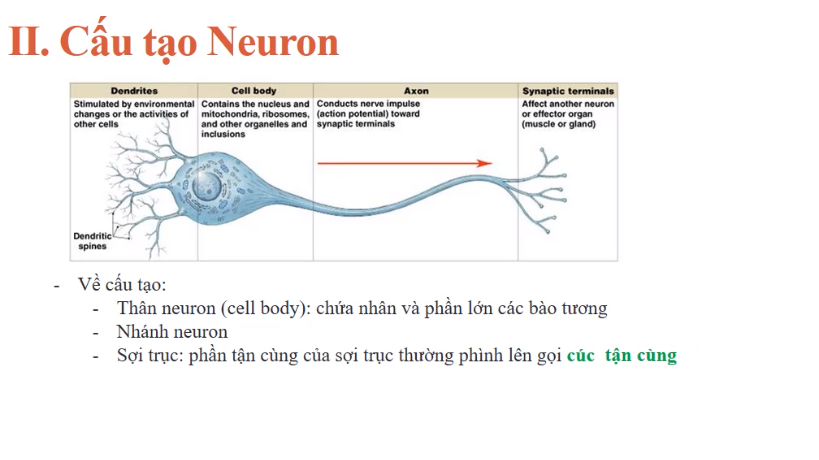 II. Cấu tạo Neuron
Dendrites
Stimulated by environmental
changes or the activities of
other cells
Cell body
Contains the nucleus and
mitochondria, ribosomes,
and other organelles and
inclusions
Axon
Conducts nerve impulse
(action potential) toward
synaptic terminals
Synaptic terminals
Affect another neuron
or effector organ
(muscle or gland)
Dendritic
spines
- Về cấu tạo:
- Thân neuron (cell body): chứa nhân và phần lớn các bào tương
- Nhánh neuron
- Sợi trục: phần tận cùng của sợi trục thường phình lên gọi cúc tận cùng